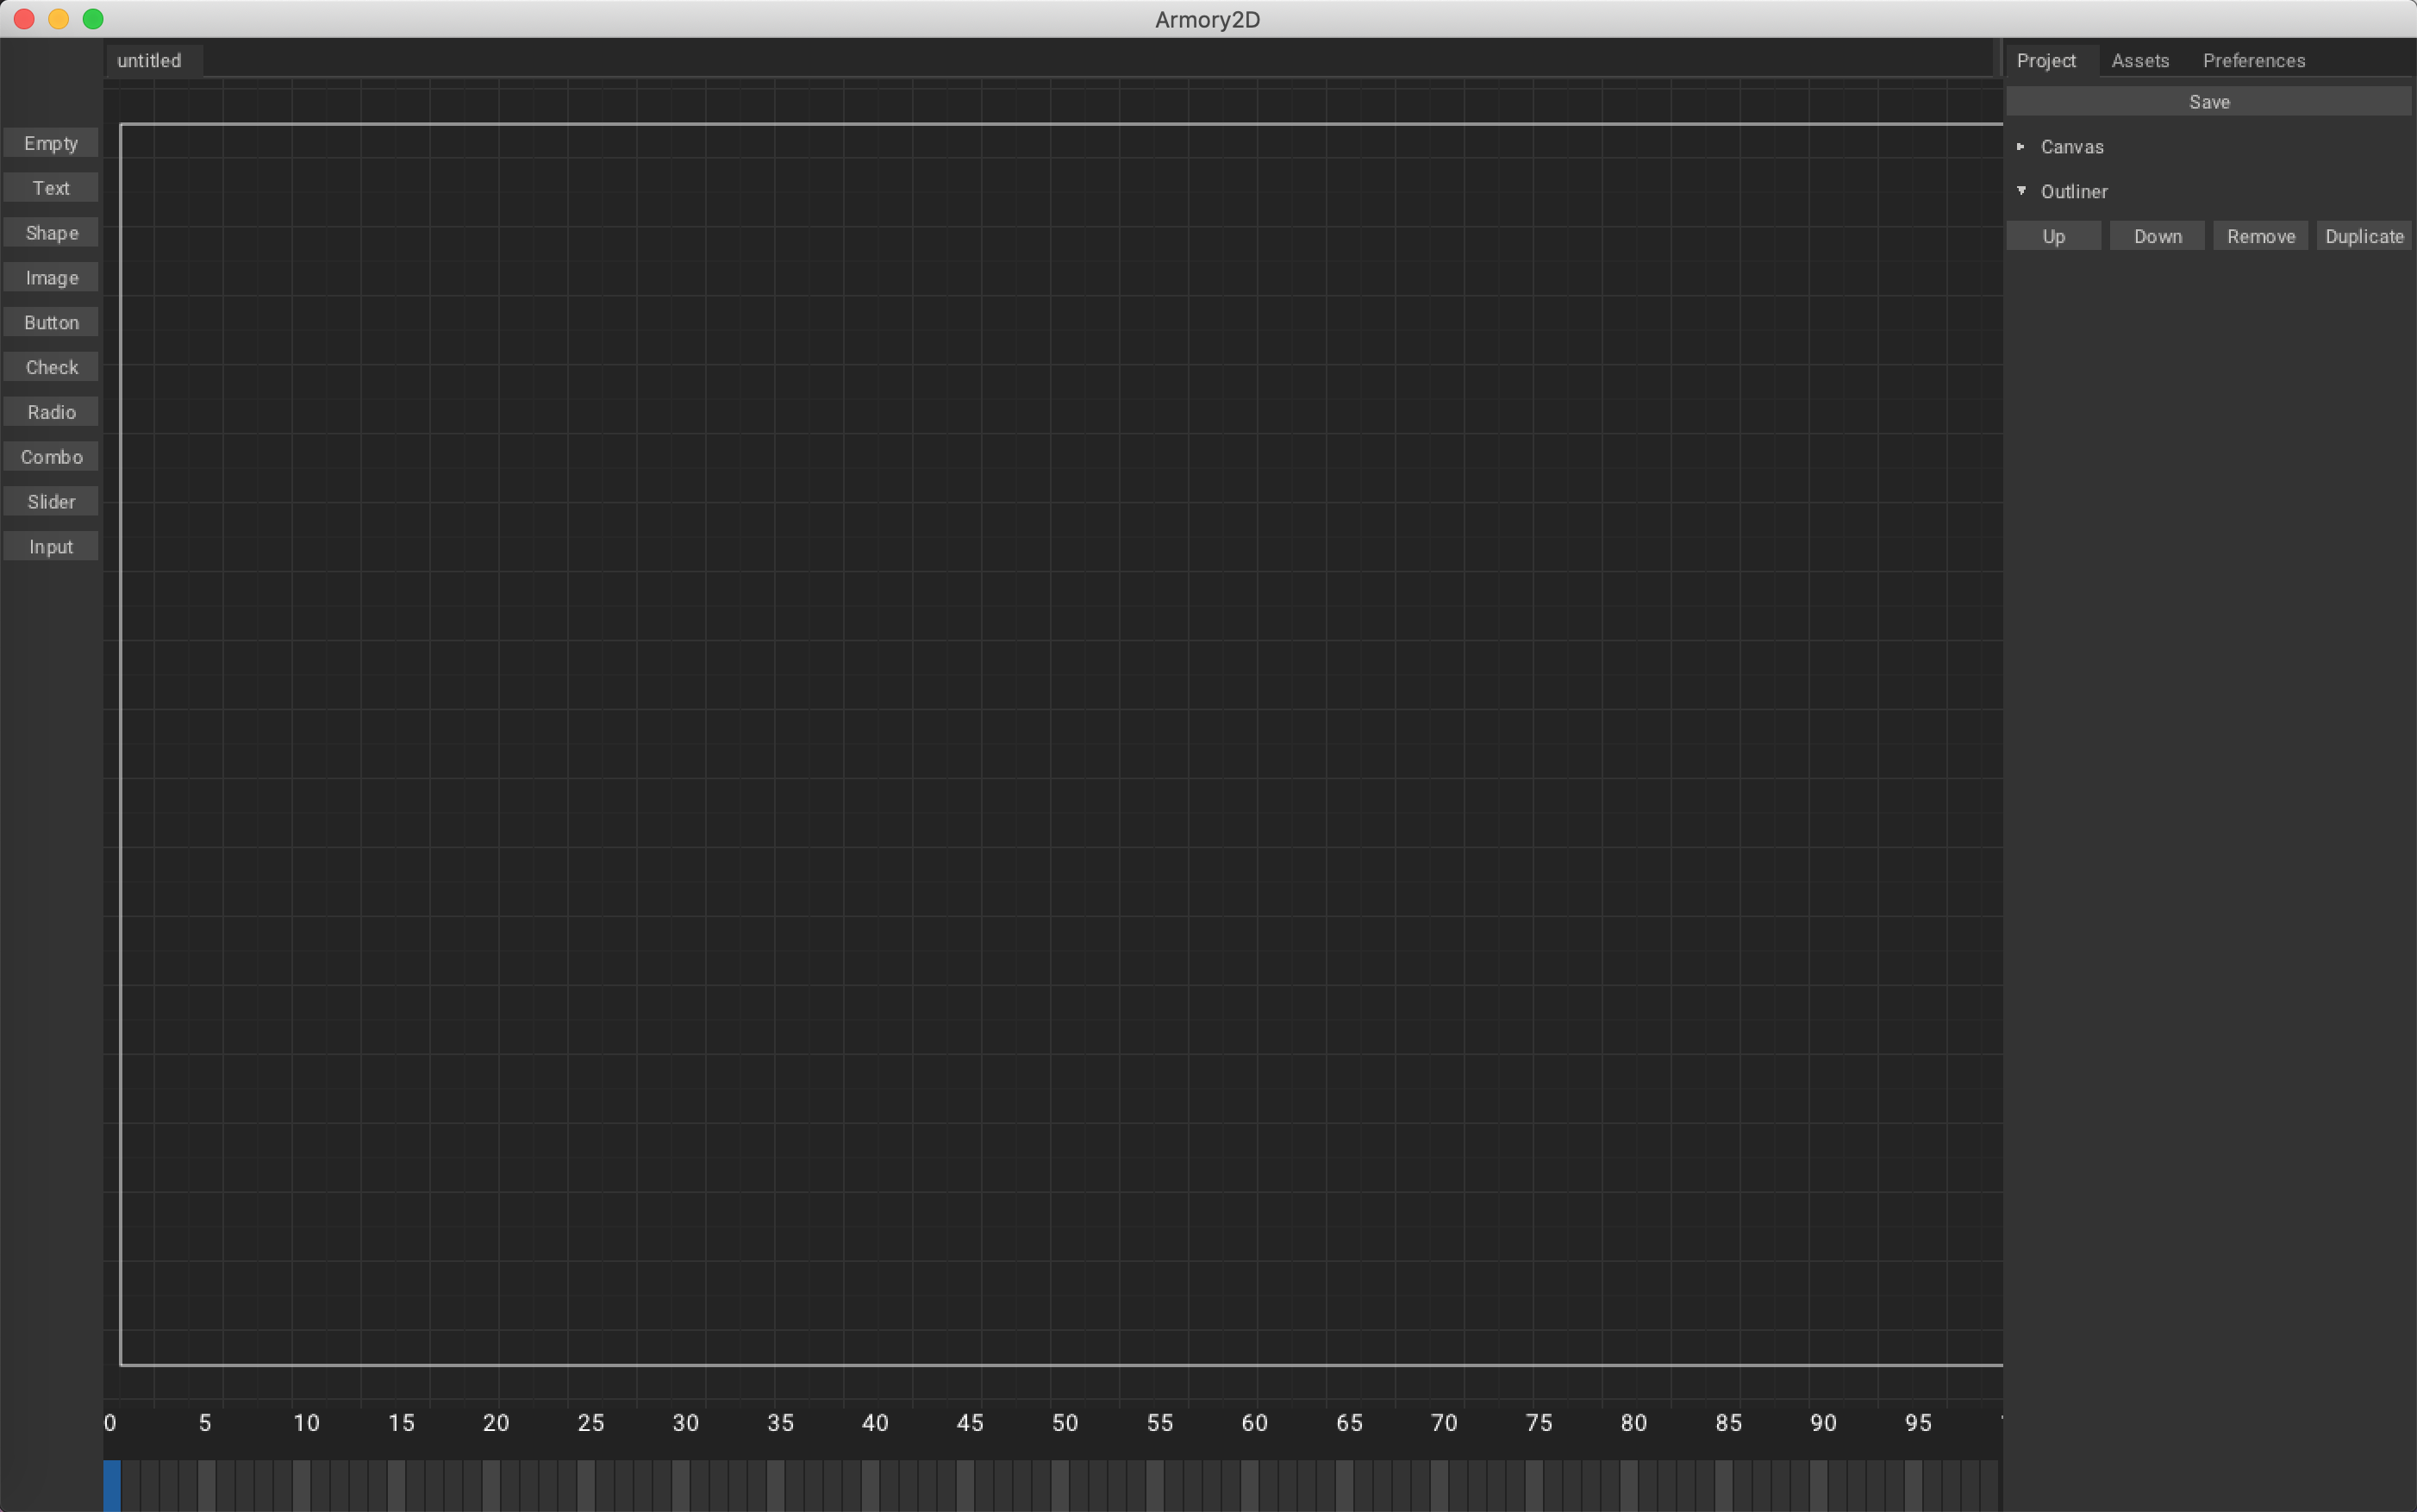 Armory2D
untitled
Project Assets Preferences
Save
Canvas
Outliner
Up Down Remove Duplicate
Empty
Text
Shape
Image
Button
Check
Radio
Combo
Slider
Input
0 5 10 15 20 25 30 35 40 45 50 55 60 65 70 75 80 85 90 95